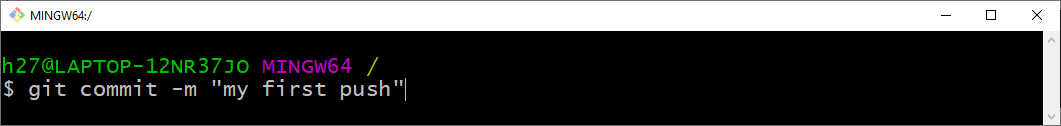 MINGW64:/
h27@LAPTOP-12NR37JO MINGW64 /
$ git commit -m "my first push"